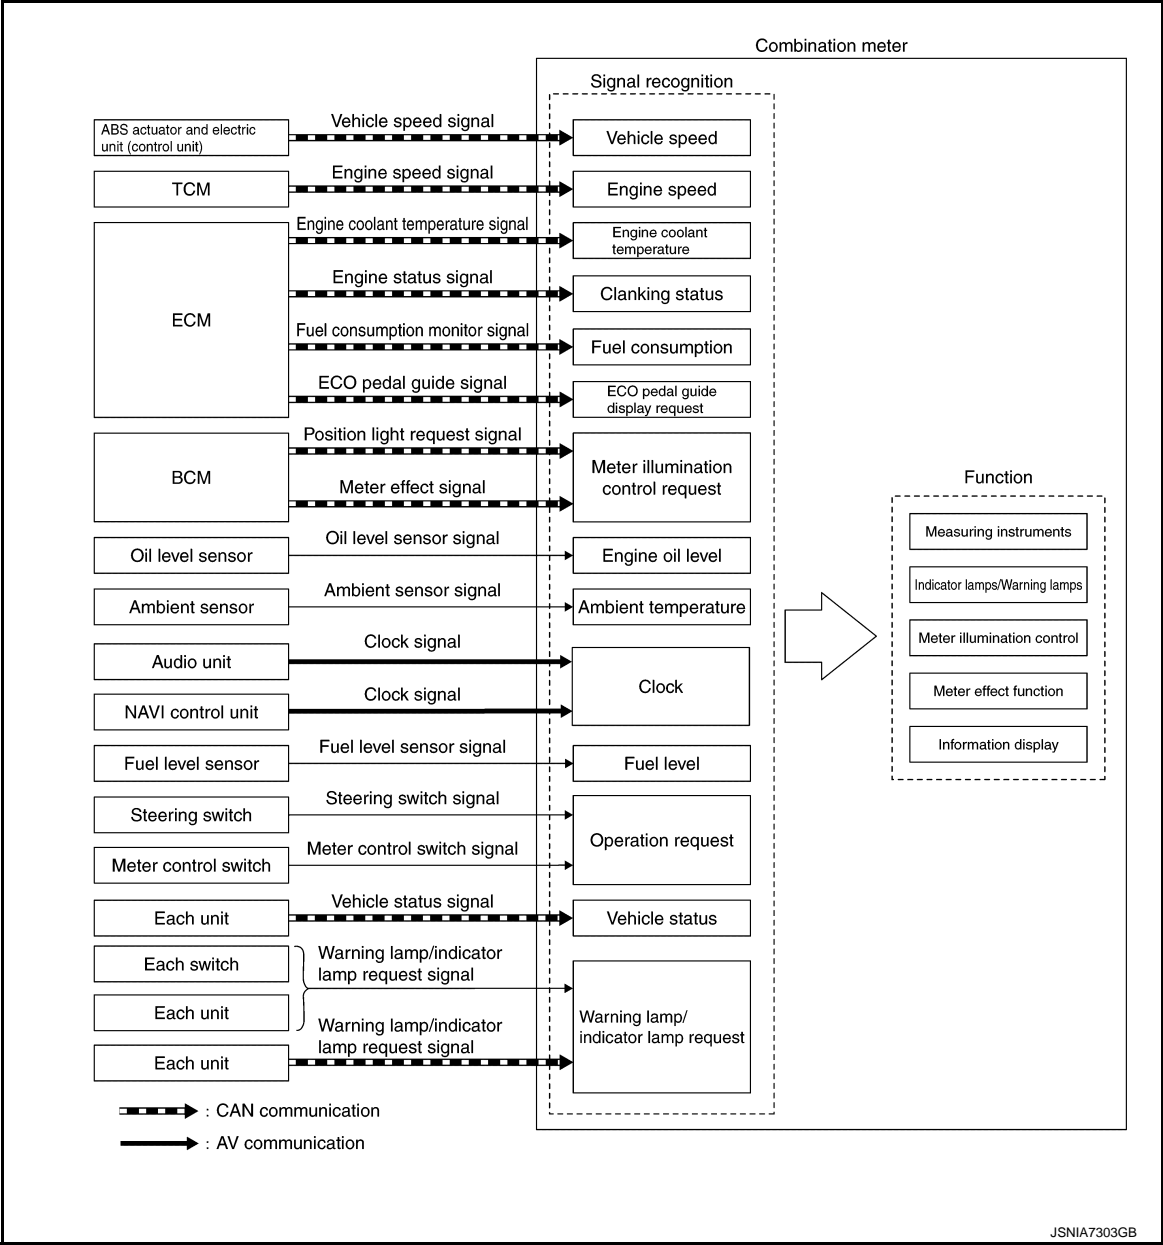 Combination meter
Signal recognition
ABS actuator and electric
unit (control unit)
Vehicle speed signal
Vehicle speed
TCM
Engine speed signal
Engine speed
ECM
Engine coolant temperature signal
Engine coolant
temperature
Engine status signal
Clanking status
Fuel consumption monitor signal
Fuel consumption
ECO pedal guide signal
ECO pedal guide
display request
BCM
Position light request signal
Meter effect signal
Meter illumination
control request
Oil level sensor
Oil level sensor signal
Engine oil level
Ambient sensor
Ambient sensor signal
Ambient temperature
Audio unit
Clock signal
NAVI control unit
Clock signal
Clock
Fuel level sensor
Fuel level sensor signal
Fuel level
Steering switch
Steering switch signal
Meter control switch
Meter control switch signal
Operation request
Each unit
Vehicle status signal
Vehicle status
Each switch
Each unit
Warning lamp/indicator
lamp request signal
Each unit
Warning lamp/indicator
lamp request signal
Warning lamp/
indicator lamp request
Function
Measuring instruments
Indicator lamps/Warning lamps
Meter illumination control
Meter effect function
Information display
: CAN communication
: AV communication
JSNIA7303GB